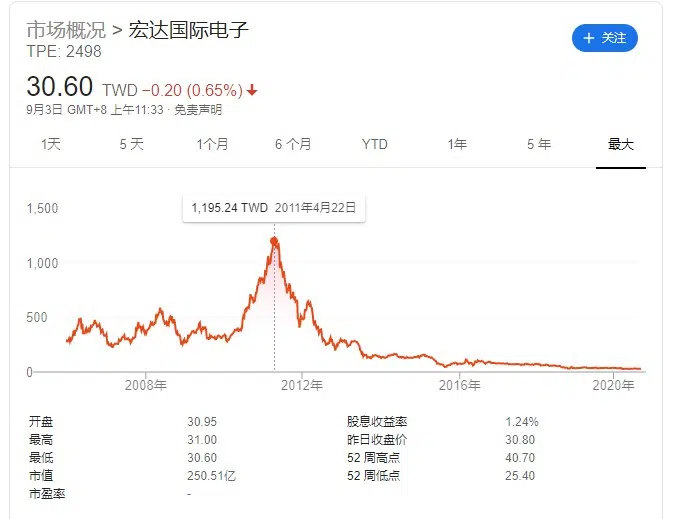 市场概况 > 宏达国际电子
TPE: 2498
+ 关注
30.60 TWD −0.20 (0.65%)
9月3日 GMT+8 上午11:33 · 免责声明
1天 5 天 1个月 6 个月 YTD 1年 5 年 最大
1,195.24 TWD 2011年4月22日
1,500
1,000
500
0
2008年 2012年 2016年 2020年
开盘 30.95 股息收益率 1.24%
最高 31.00 昨日收盘价 30.80
最低 30.60 52 周高点 40.70
市值 250.51亿 52 周低点 25.40
市盈率 -